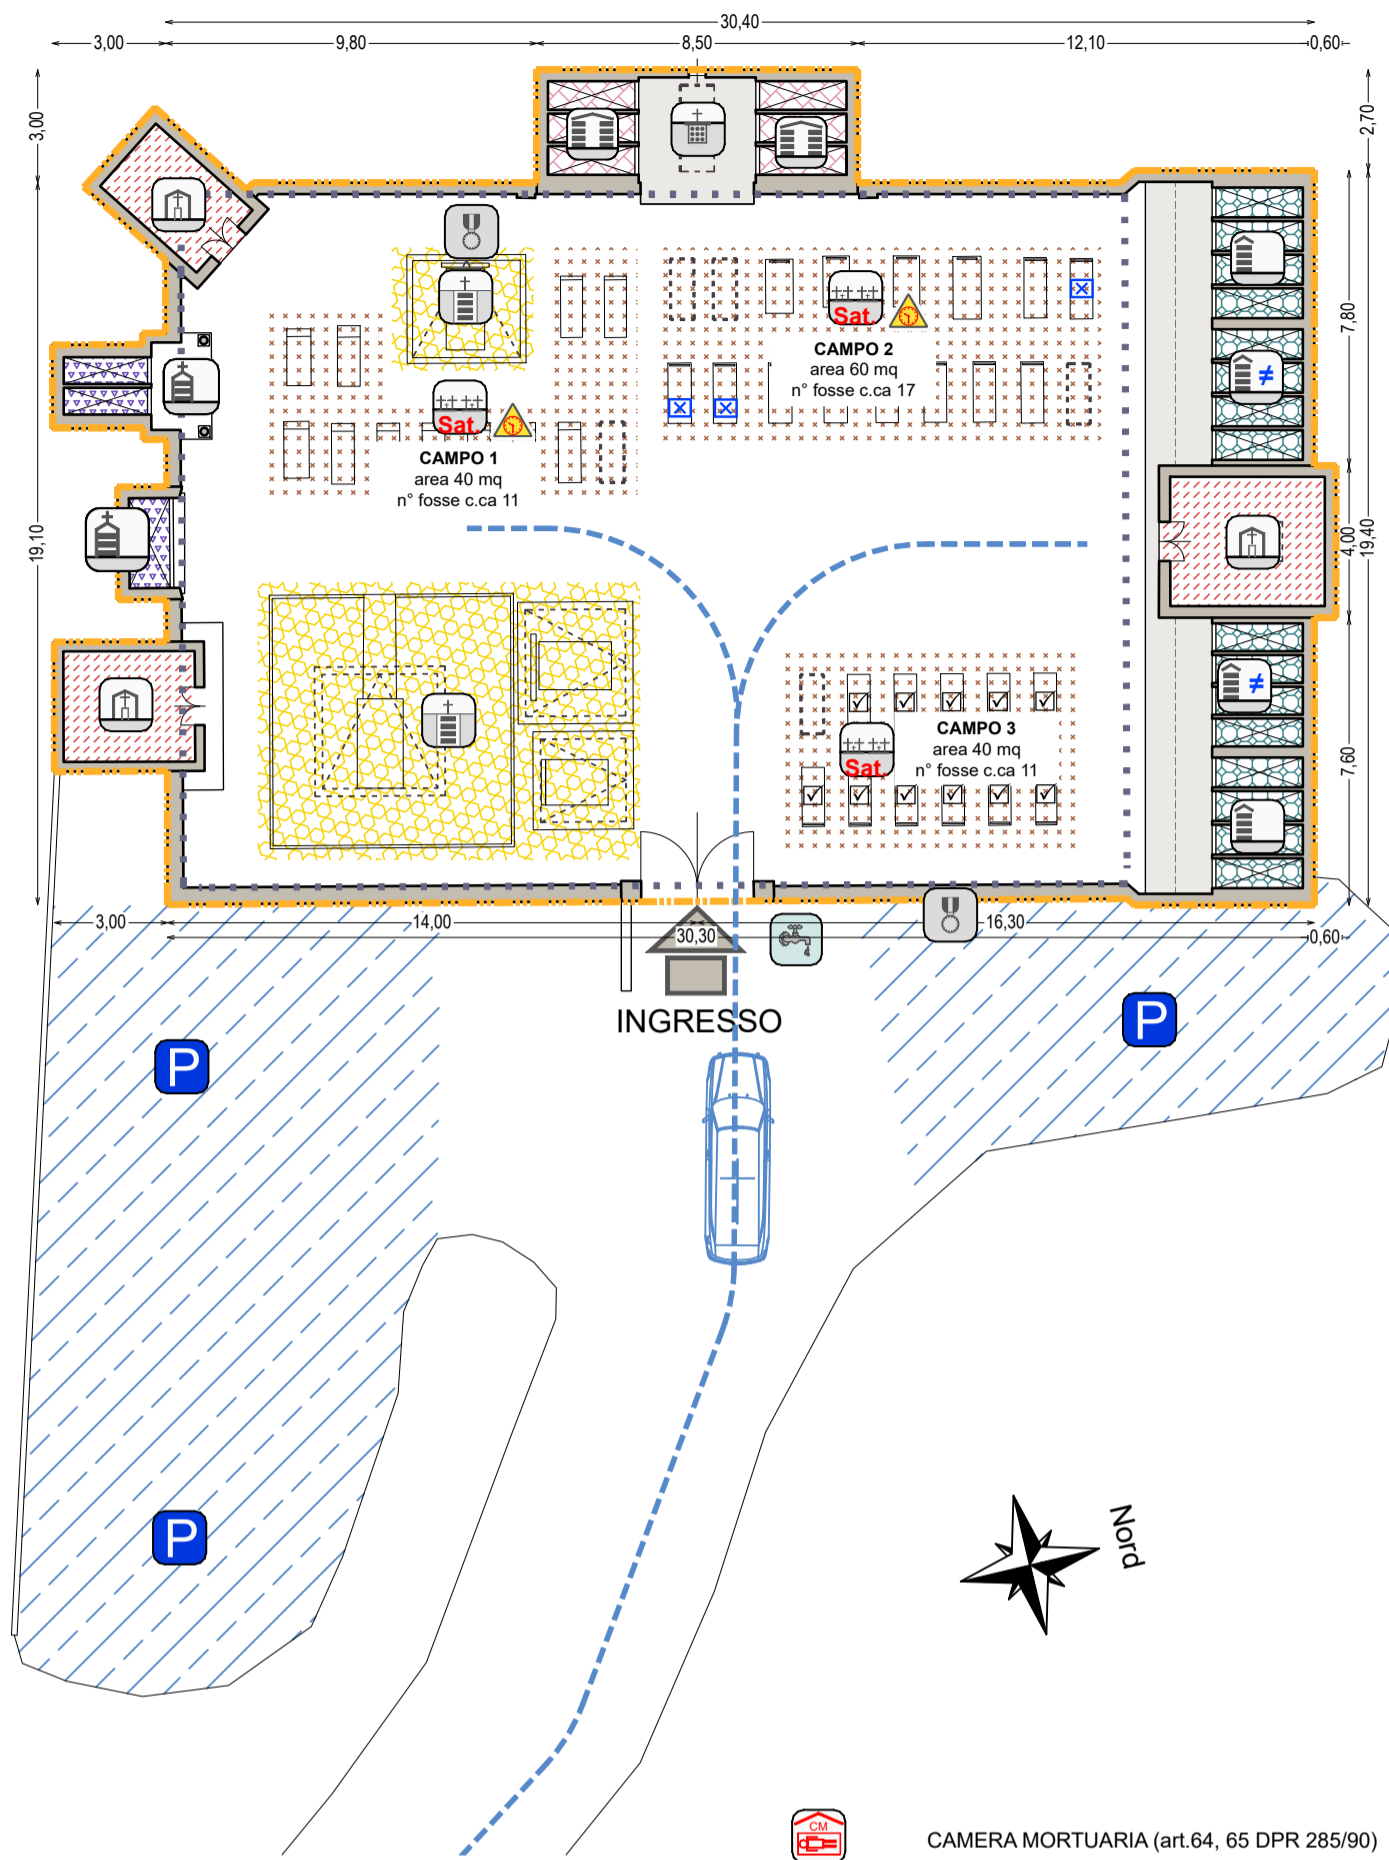 30,40
3,00
9,80
8,50
12,10
0,60
3,00
2,70
7,80
Sat.
CAMPO 2
area 60 mq
n° fosse c.ca 17
Sat.
CAMPO 1
area 40 mq
n° fosse c.ca 11
≠
19,10
4,00
19,40
≠
CAMPO 3
area 40 mq
n° fosse c.ca 11
Sat.
7,60
3,00
14,00
30,30
16,30
0,60
INGRESSO
P
P
P
Nord
CM
CAMERA MORTUARIA (art.64, 65 DPR 285/90)